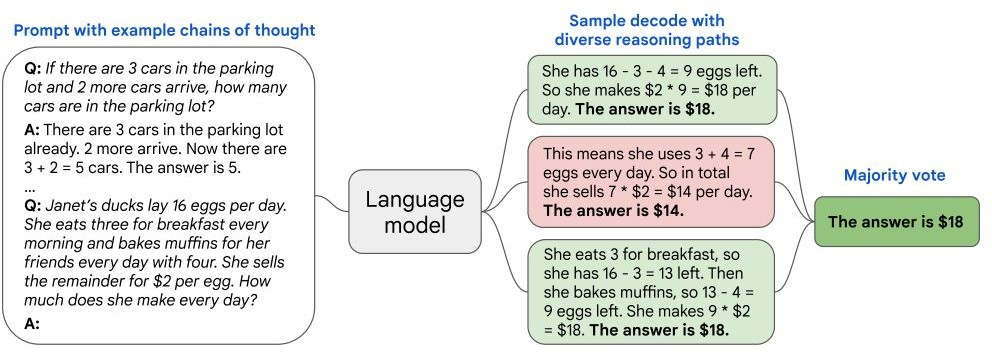 Prompt with example chains of thought
Q: If there are 3 cars in the parking
lot and 2 more cars arrive, how many
cars are in the parking lot?
A: There are 3 cars in the parking lot
already. 2 more arrive. Now there are
3 + 2 = 5 cars. The answer is 5.
...
Q: Janet's ducks lay 16 eggs per day.
She eats three for breakfast every
morning and bakes muffins for her
friends every day with four. She sells
the remainder for $2 per egg. How
much does she make every day?
A:
Language
model
Sample decode with
diverse reasoning paths
She has 16 - 3 - 4 = 9 eggs left.
So she makes $2 * 9 = $18 per
day. The answer is $18.
This means she uses 3 + 4 = 7
eggs every day. So in total
she sells 7 * $2 = $14 per day.
The answer is $14.
She eats 3 for breakfast, so
she has 16 - 3 = 13 left. Then
she bakes muffins, so 13 - 4 =
9 eggs left. She makes 9 * $2
= $18. The answer is $18.
Majority vote
The answer is $18